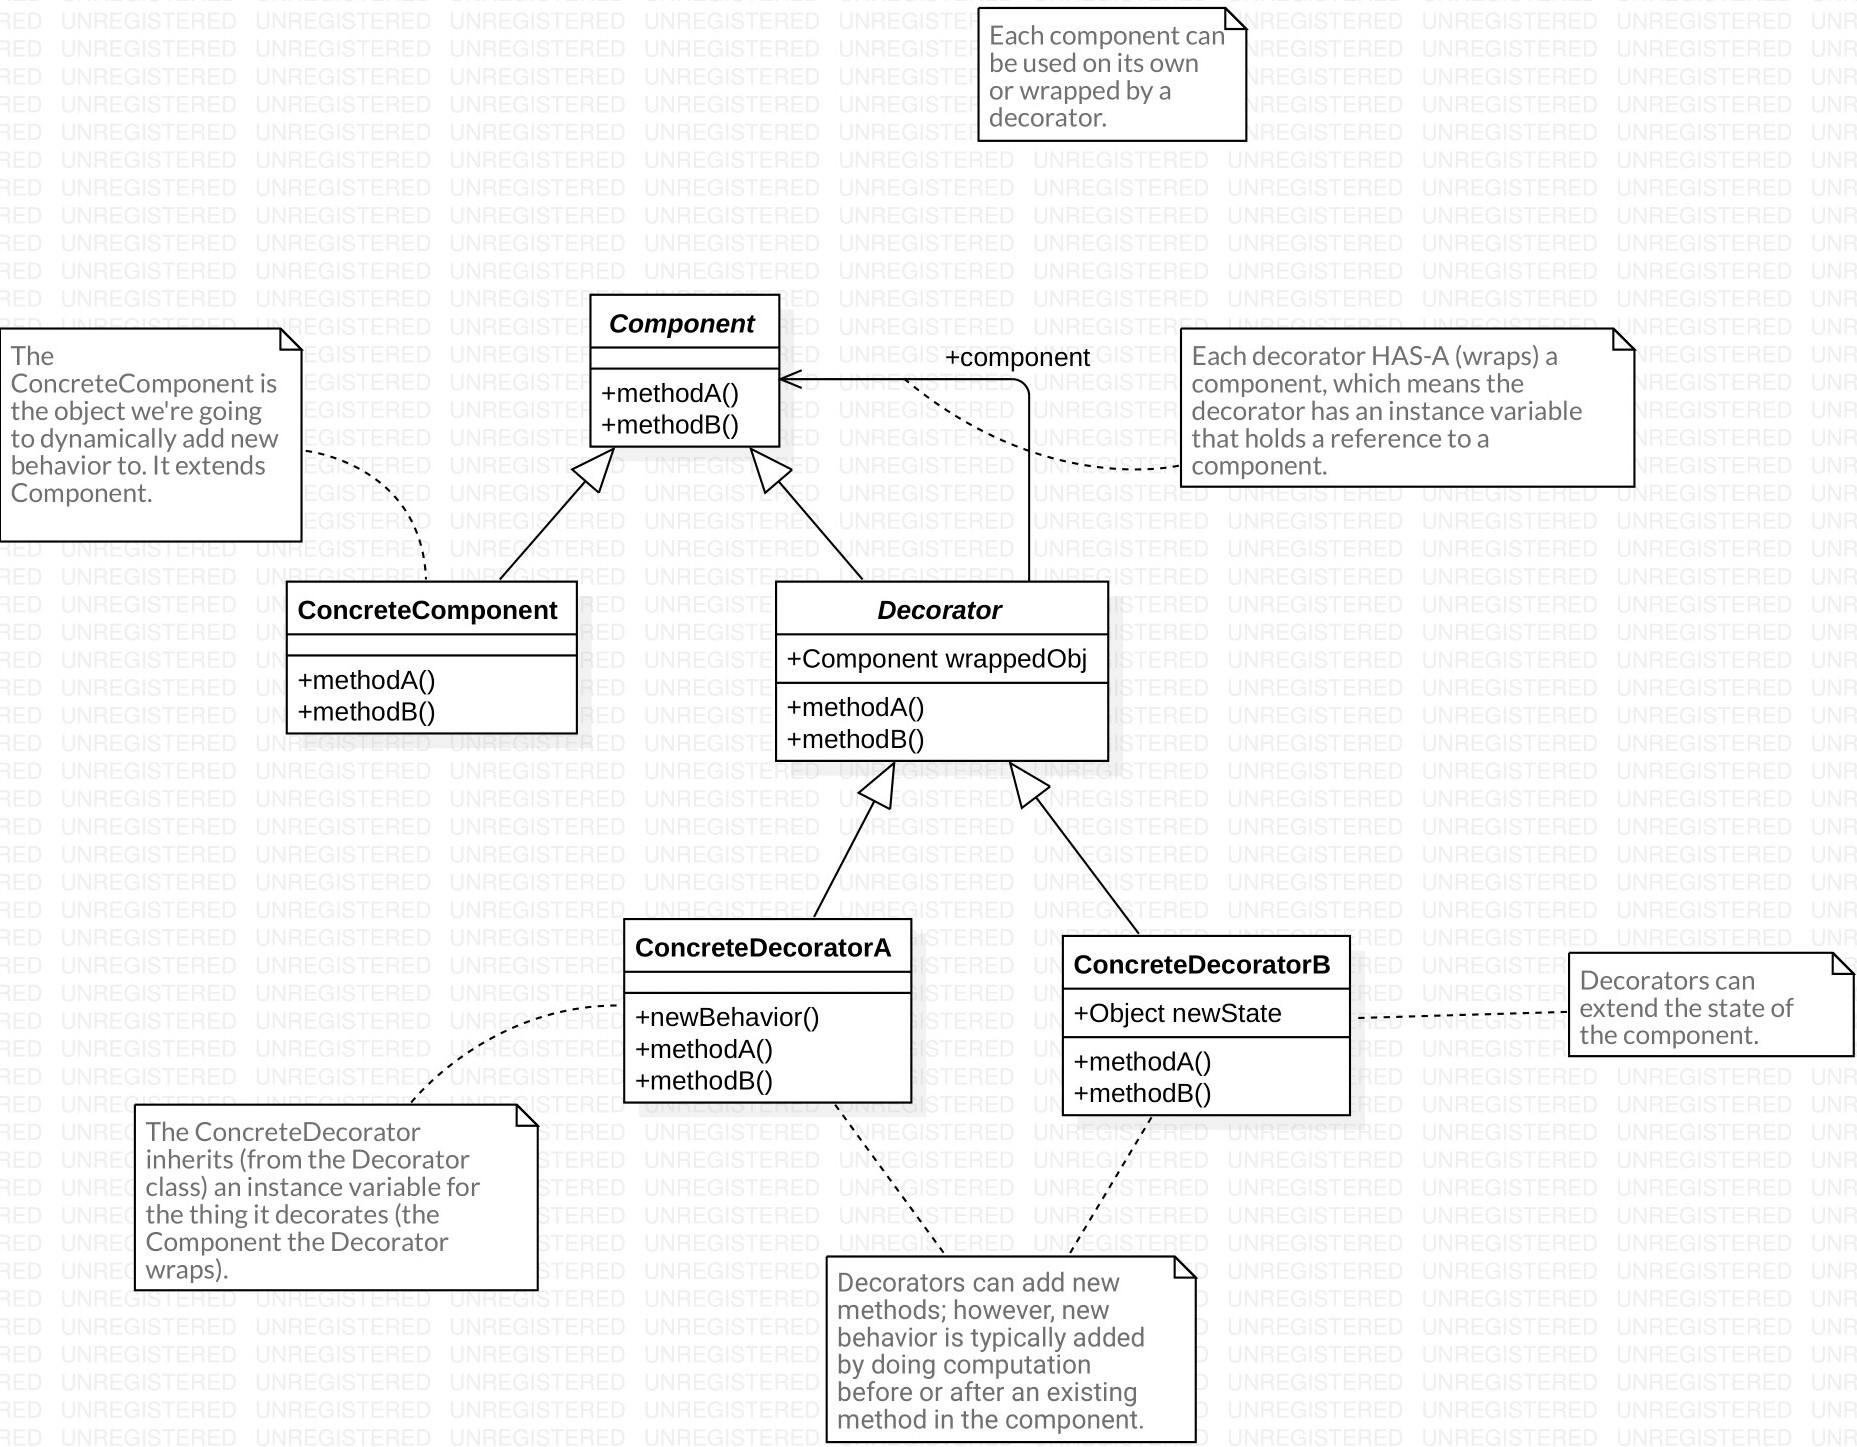 Each component can
be used on its own
or wrapped by a
decorator.
Component
+methodA()
+methodB()
+component
The
ConcreteComponent is
the object we're going
to dynamically add new
behavior to. It extends
Component.
Each decorator HAS-A (wraps) a
component, which means the
decorator has an instance variable
that holds a reference to a
component.
ConcreteComponent
+methodA()
+methodB()
Decorator
+Component wrappedObj
+methodA()
+methodB()
ConcreteDecoratorA
+newBehavior()
+methodA()
+methodB()
ConcreteDecoratorB
+Object newState
+methodA()
+methodB()
Decorators can
extend the state of
the component.
The ConcreteDecorator
inherits (from the Decorator
class) an instance variable for
the thing it decorates (the
Component the Decorator
wraps).
Decorators can add new
methods; however, new
behavior is typically added
by doing computation
before or after an existing
method in the component.
UNREGISTERED